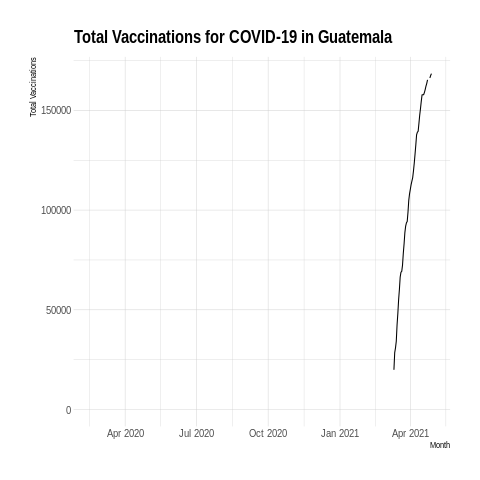 Total Vaccinations for COVID-19 in Guatemala
Total Vaccinations
150000
100000
50000
0
Apr 2020 Jul 2020 Oct 2020 Jan 2021 Apr 2021
Month